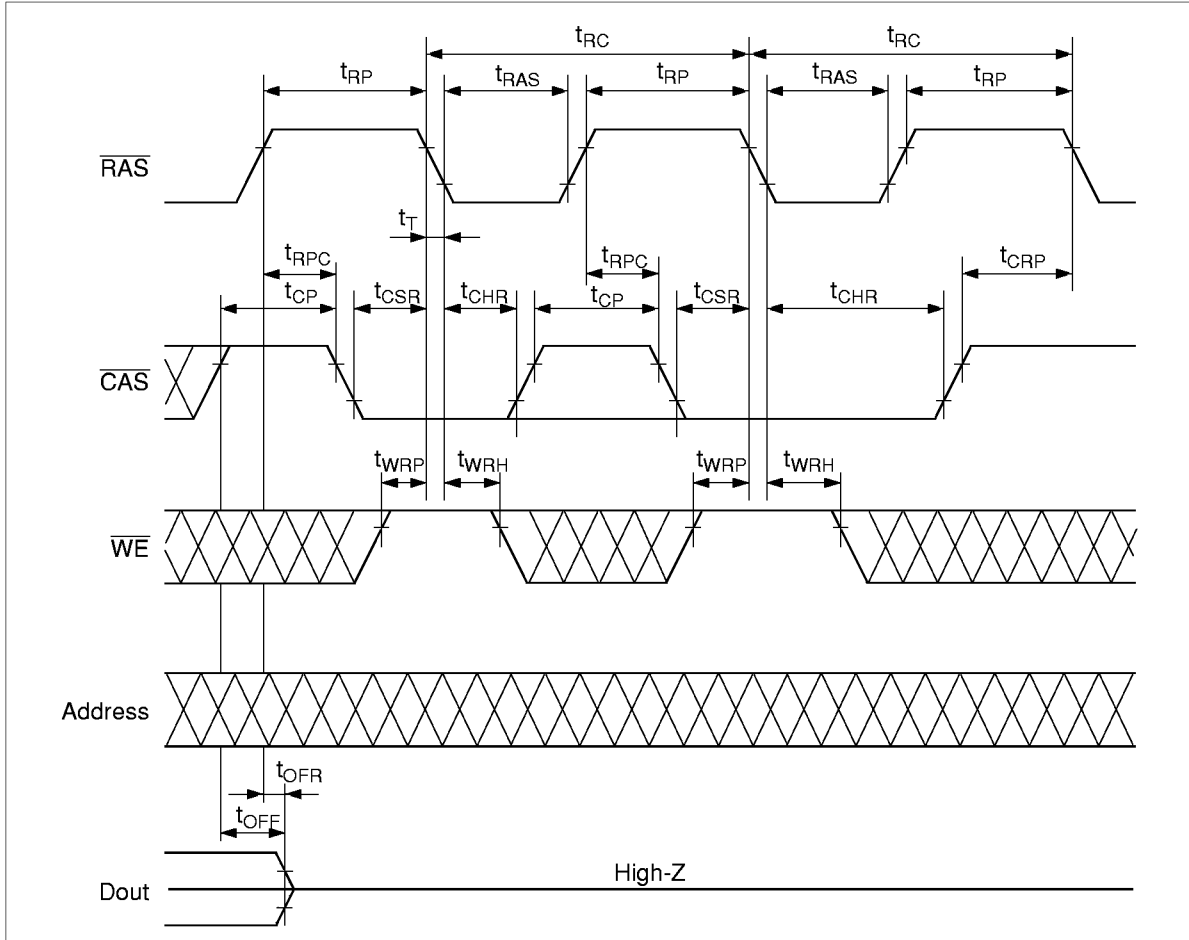 tRC tRC
tRP tRAS tRP tRAS tRP
RAS
tT
tRPC tRPC tCRP
tCP tCSR tCHR tCP tCSR tCHR
CAS
tWRP tWRH tWRP tWRH
WE
Address
tOFR
tOFF
High-Z
Dout